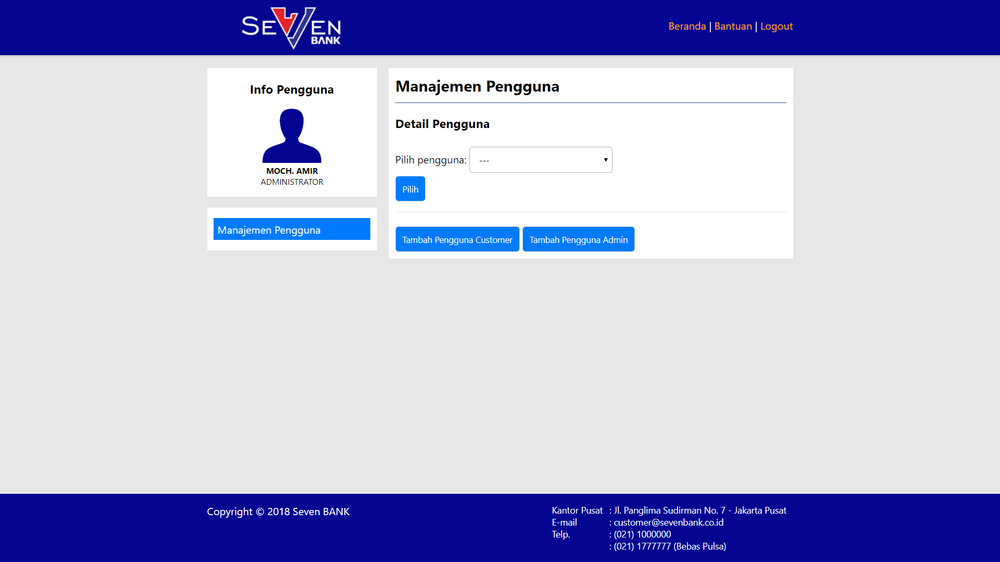 SEVEN
BANK
Beranda | Bantuan | Logout
Info Pengguna
MOCH. AMIR
ADMINISTRATOR
Manajemen Pengguna
Manajemen Pengguna
Detail Pengguna
Pilih pengguna: ---
Pilih
Tambah Pengguna Customer Tambah Pengguna Admin
Copyright © 2018 Seven BANK
Kantor Pusat : Jl. Panglima Sudirman No. 7 - Jakarta Pusat
E-mail : customer@sevenbank.co.id
Telp. : (021) 1000000
: (021) 1777777 (Bebas Pulsa)